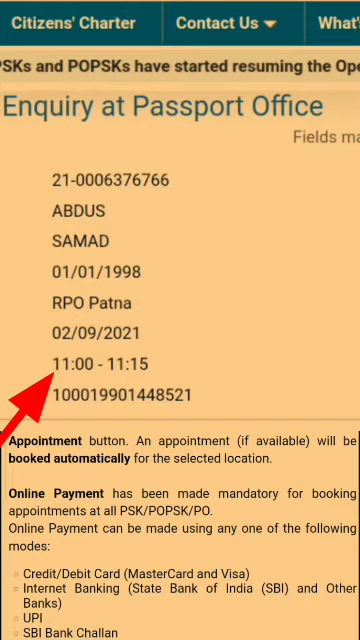 Citizens' Charter
Contact Us
What'
SKs and POPSKs have started resuming the Ope
Enquiry at Passport Office
Fields ma
21-0006376766
ABDUS
SAMAD
01/01/1998
RPO Patna
02/09/2021
11:00 - 11:15
100019901448521
Appointment button. An appointment (if available) will be
booked automatically for the selected location.
Online Payment has been made mandatory for booking
appointments at all PSK/POPSK/PO.
Online Payment can be made using any one of the following
modes:
Credit/Debit Card (MasterCard and Visa)
Internet Banking (State Bank of India (SBI) and Other
Banks)
UPI
SBI Bank Challan